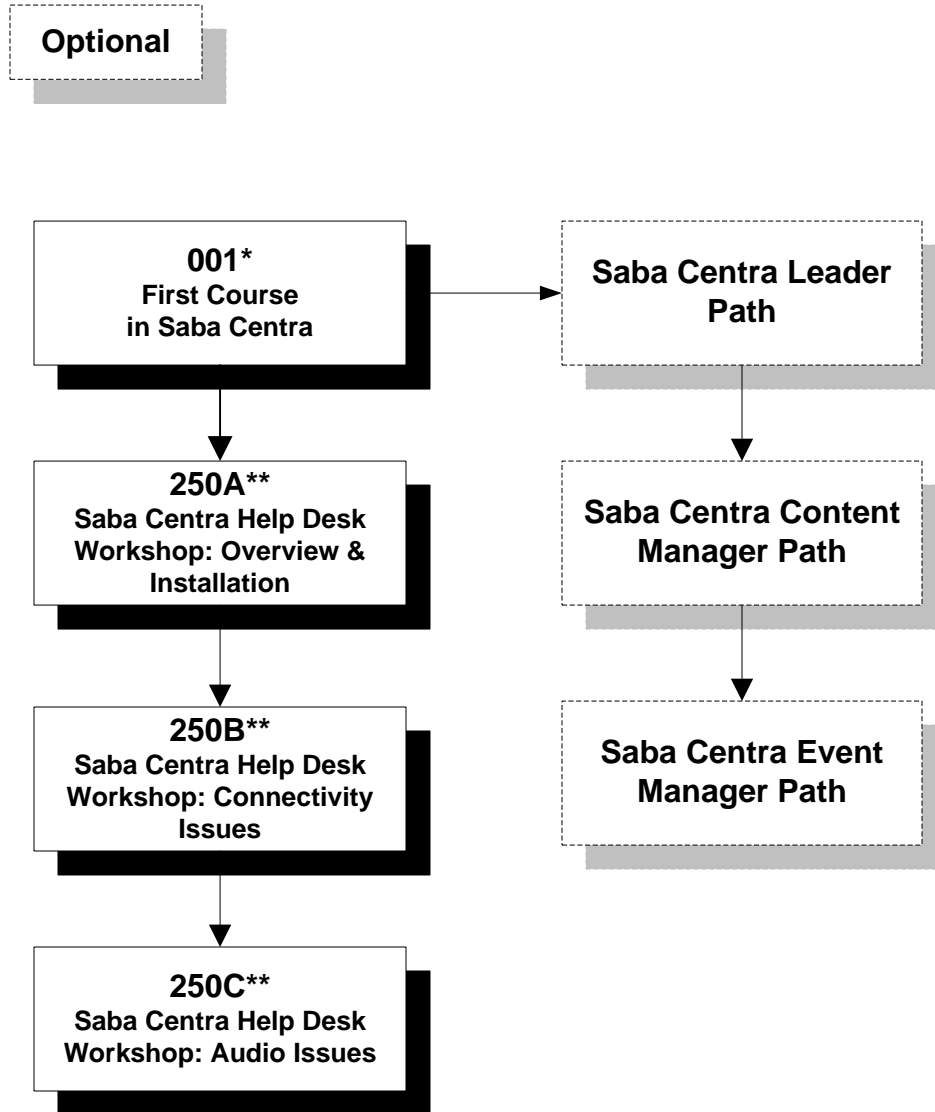 Optional
001*
First Course
in Saba Centra
Saba Centra Leader
Path
250A**
Saba Centra Help Desk
Workshop: Overview &
Installation
Saba Centra Content
Manager Path
250B**
Saba Centra Help Desk
Workshop: Connectivity
Issues
Saba Centra Event
Manager Path
250C**
Saba Centra Help Desk
Workshop: Audio Issues